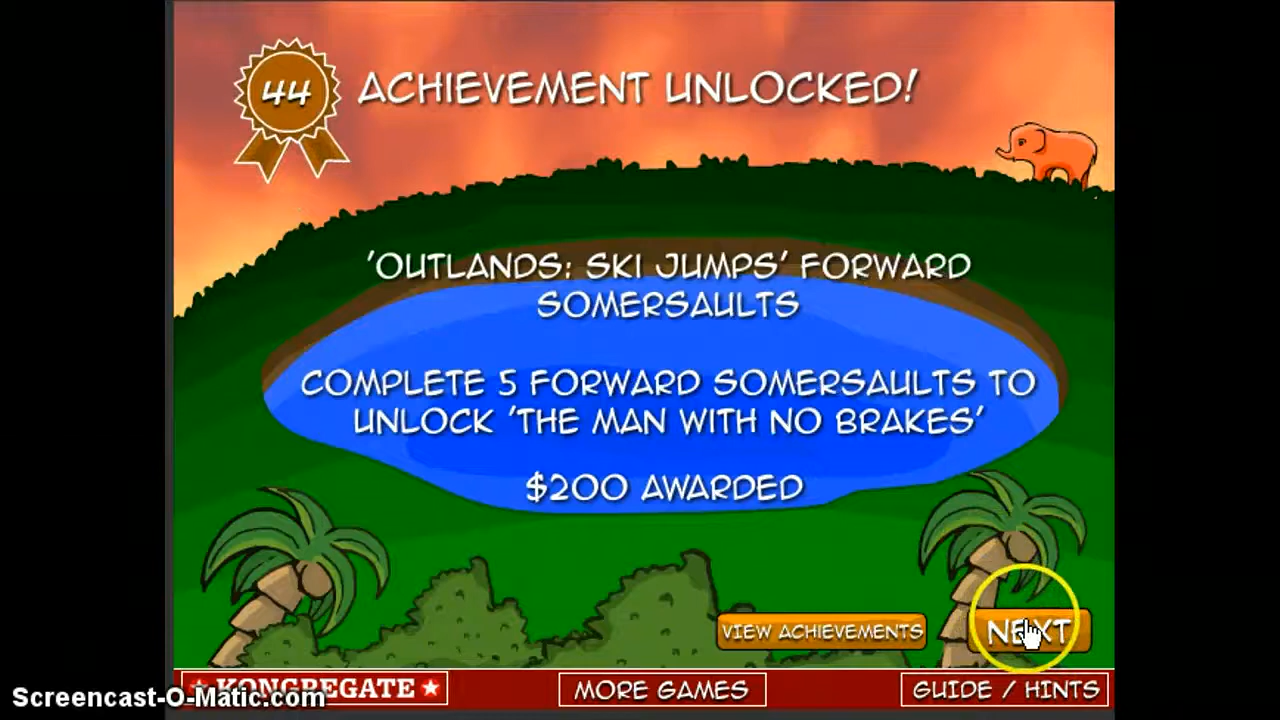 44
ACHIEVEMENT UNLOCKED!
'OUTLANDS: SKI JUMPS' FORWARD
SOMERSAULTS
COMPLETE 5 FORWARD SOMERSAULTS TO
UNLOCK 'THE MAN WITH NO BRAKES'
$200 AWARDED
VIEW ACHIEVEMENTS
NEXT
KONGREGATE
MORE GAMES
GUIDE / HINTS
Screencast-O-Matic.com